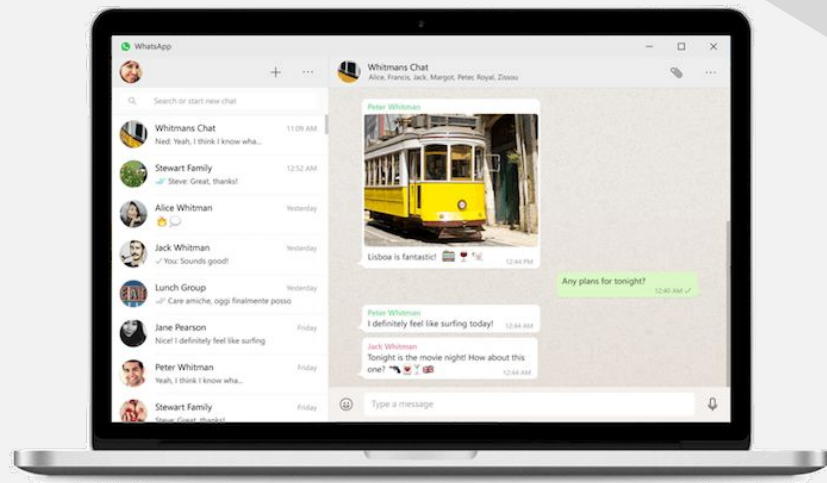 WhatsApp
Whitmans Chat
Alice, Francis, Jack, Margot, Peter, Royal, Zissou
Search or start new chat
Whitmans Chat 11:09 AM
Ned: Yeah, I think I know wha...
Stewart Family 12:52 AM
Steve: Great, thanks!
Alice Whitman Yesterday
Jack Whitman Yesterday
You: Sounds good!
Lunch Group Yesterday
Care amiche, oggi finalmente posso
Jane Pearson Friday
Nice! I definitely feel like surfing
Peter Whitman Friday
Yeah, I think I know wha...
Stewart Family Friday
Steve: Great, thanks!
Peter Whitman
Lisboa is fantastic!
12:44 PM
Any plans for tonight?
12:40 AM
Peter Whitman
I definitely feel like surfing today! 12:44 AM
Jack Whitman
Tonight is the movie night! How about this
one?
12:44 AM
Type a message